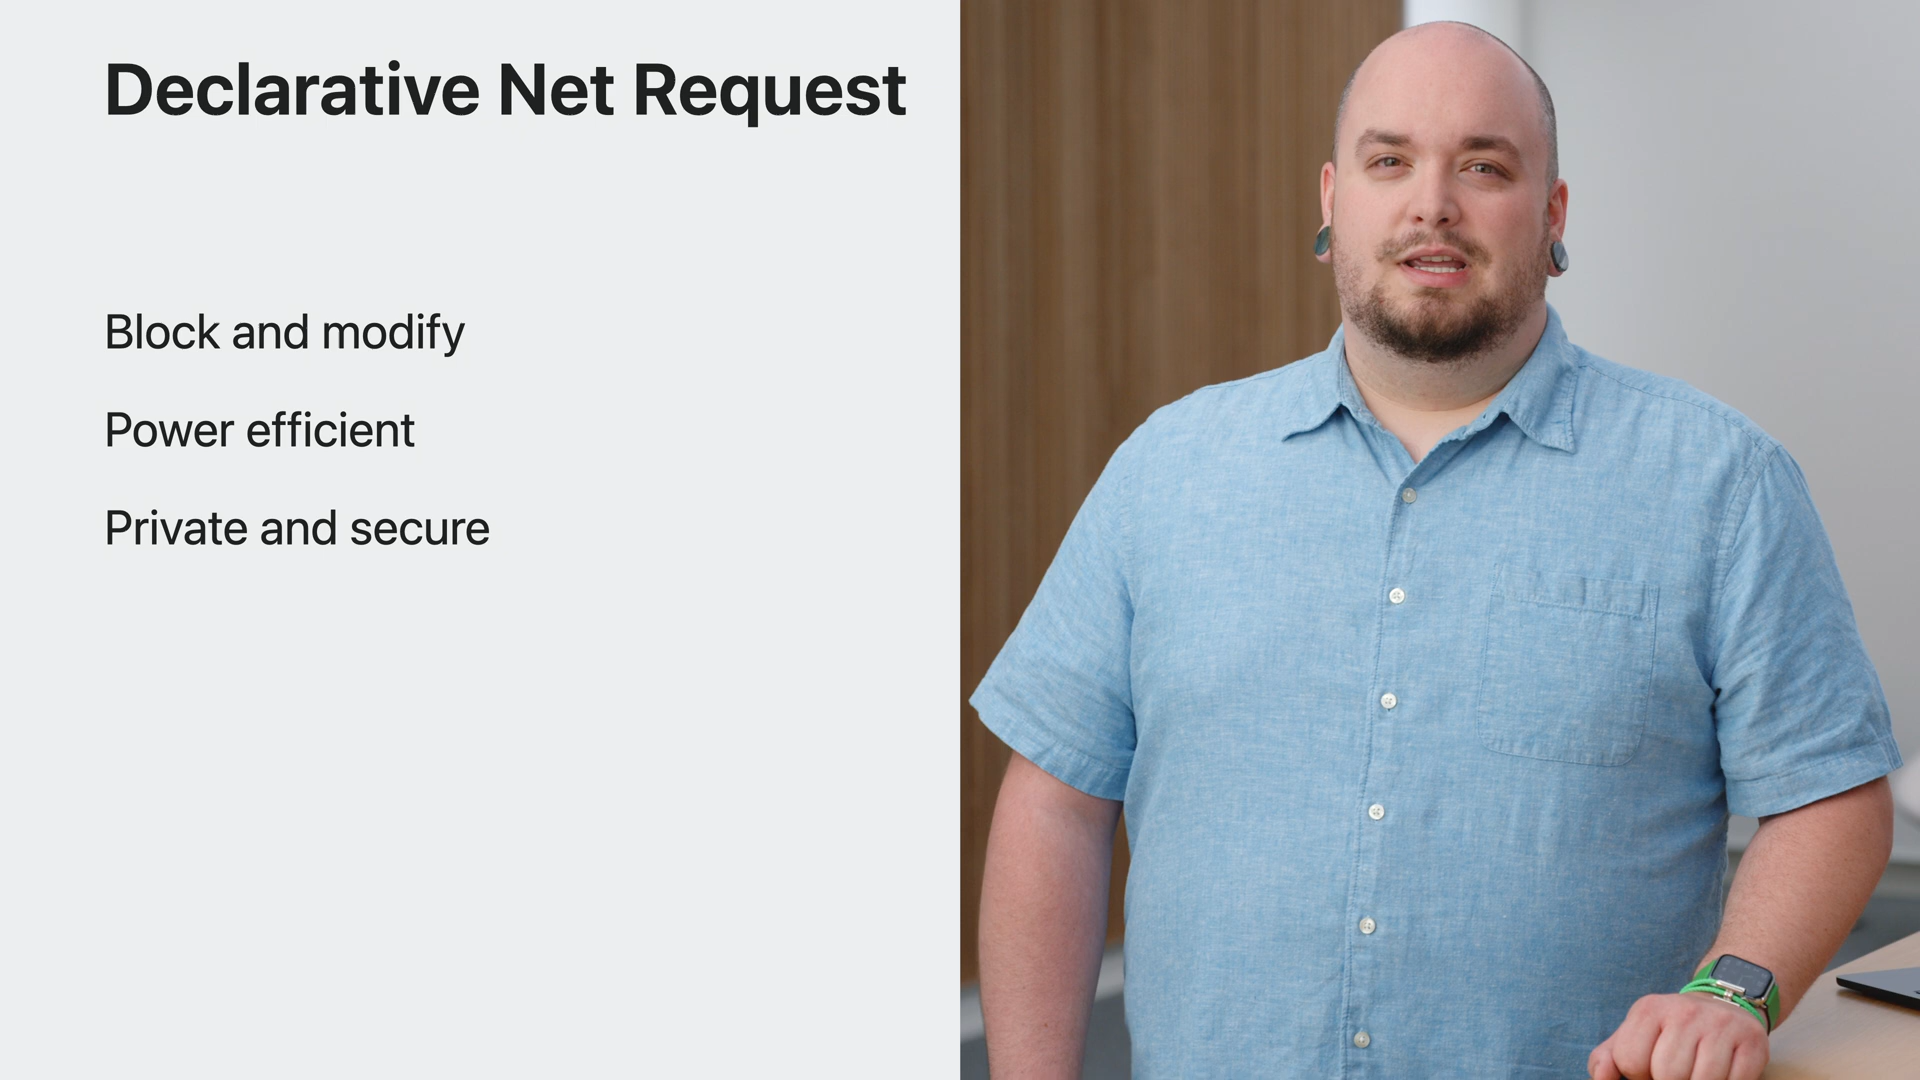 Declarative Net Request
Block and modify
Power efficient
Private and secure